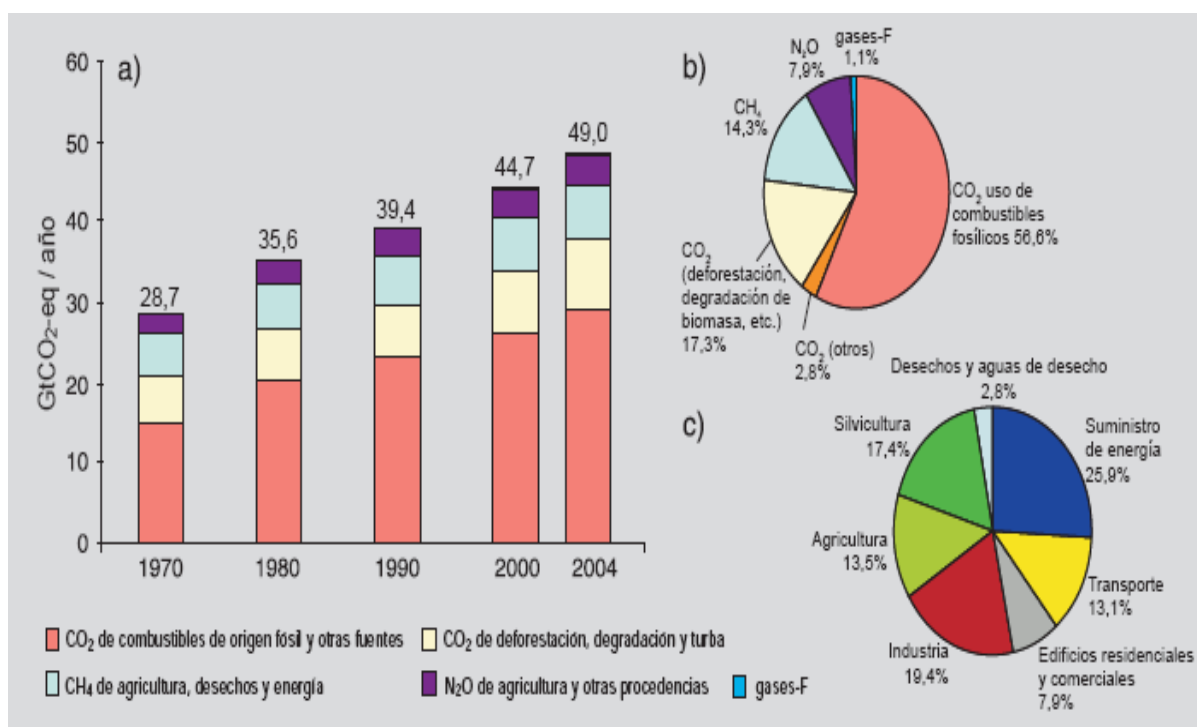 a)
GtCO₂-eq / año
60
50
40
30
20
10
0
28,7
35,6
39,4
44,7
49,0
1970
1980
1990
2000
2004
CO₂ de combustibles de origen fósil y otras fuentes
CO₂ de deforestación, degradación y turba
CH₄ de agricultura, desechos y energía
N₂O de agricultura y otras procedencias
gases-F
b)
gases-F
1,1%
N₂O
7,9%
CH₄
14,3%
CO₂ uso de
combustibles
fosílicos 56,6%
CO₂
(deforestación,
degradación de
biomasa, etc.)
17,3%
CO₂ (otros)
2,8%
c)
Desechos y aguas de desecho
2,8%
Silvicultura
17,4%
Suministro
de energía
25,9%
Agricultura
13,5%
Transporte
13,1%
Industria
19,4%
Edificios residenciales
y comerciales
7,9%